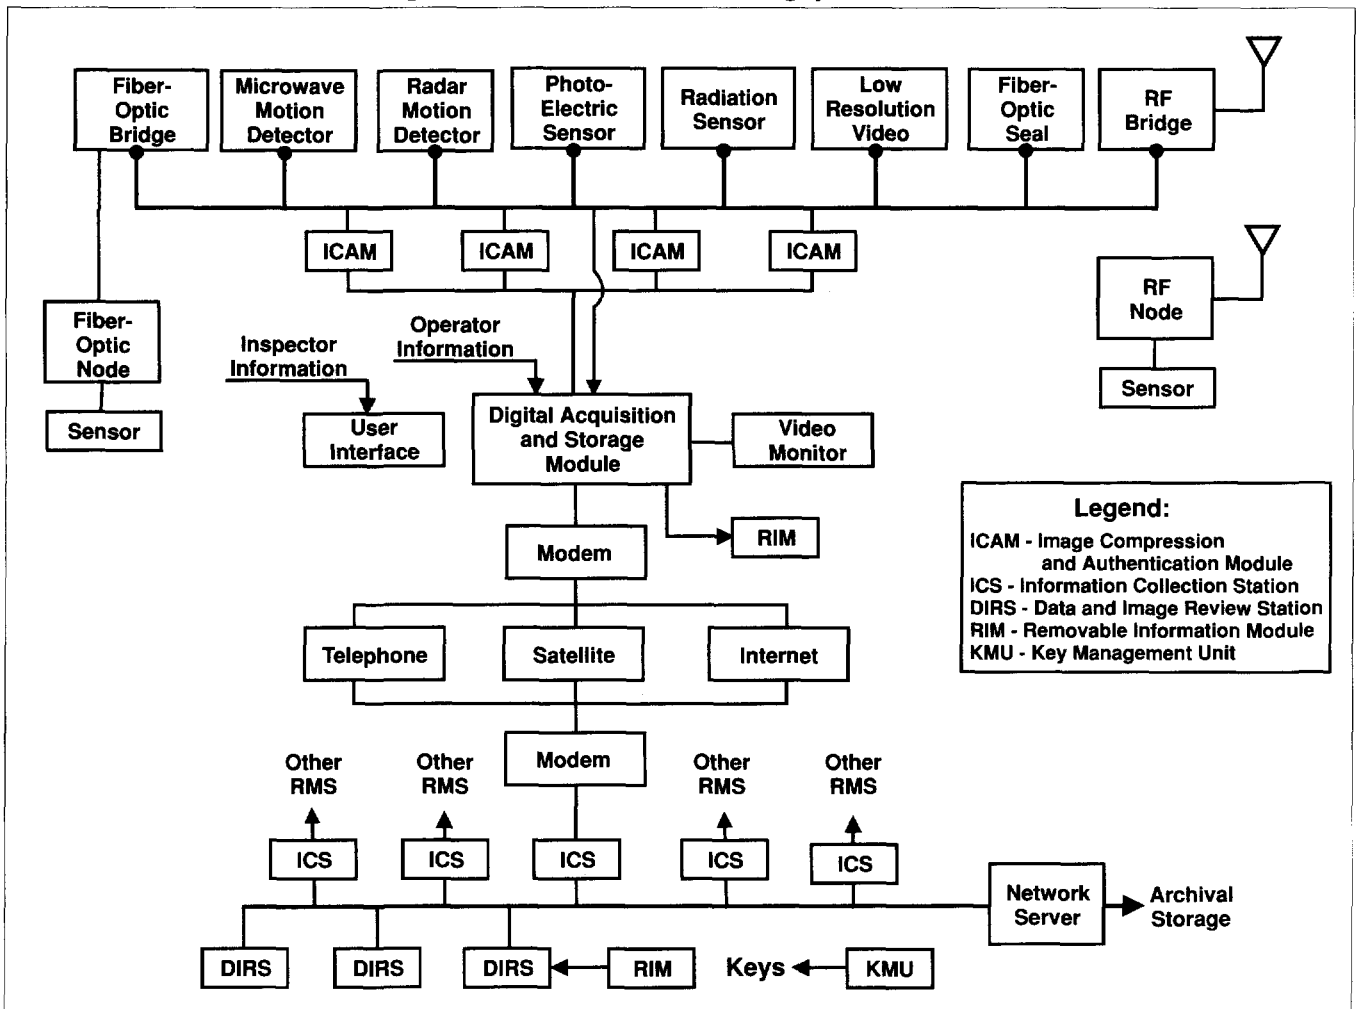 Fiber-
Optic
Bridge
Microwave
Motion
Detector
Radar
Motion
Detector
Photo-
Electric
Sensor
Radiation
Sensor
Low
Resolution
Video
Fiber-
Optic
Seal
RF
Bridge
ICAM
ICAM
ICAM
ICAM
RF
Node
Sensor
Fiber-
Optic
Node
Sensor
Inspector
Information
Operator
Information
User
Interface
Digital Acquisition
and Storage
Module
Video
Monitor
RIM
Modem
Legend:
ICAM - Image Compression
and Authentication Module
ICS - Information Collection Station
DIRS - Data and Image Review Station
RIM - Removable Information Module
KMU - Key Management Unit
Telephone
Satellite
Internet
Modem
Other
RMS
Other
RMS
Other
RMS
Other
RMS
ICS
ICS
ICS
ICS
ICS
Network
Server
Archival
Storage
DIRS
DIRS
DIRS
RIM
Keys
KMU